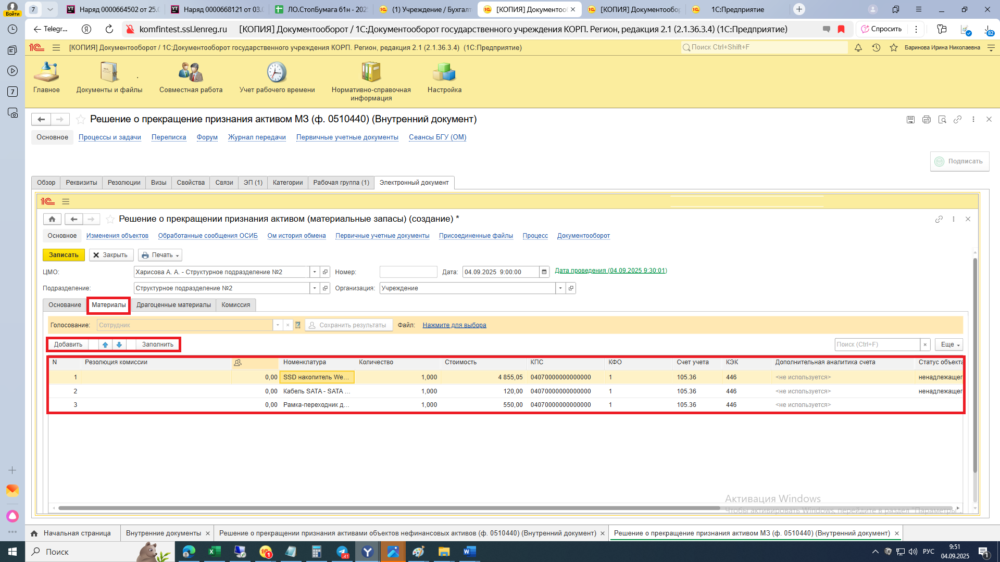 Войти
7
Наряд 0000664502 от 25.0
Наряд 0000668121 от 03.0
ЛО.СтопБумага 61н - 202
(1) Учреждение / Бухгалт
[КОПИЯ] Документооб
[КОПИЯ] Документообор
1С:Предприятие
Telegr...
komfintest.ssl.lenreg.ru
[КОПИЯ] Документооборот / 1С:Документооборот государственного учреждения КОРП. Регион, редакция 2.1 (2.1.36.3.4) (1С:Предприятие)
Спросить
82
[КОПИЯ] Документооборот / 1С:Документооборот государственного учреждения КОРП. Регион, редакция 2.1 (2.1.36.3.4) (1С:Предприятие)
Поиск Ctrl+Shift+F
Баринова Ирина Николаевна
7
Главное
Документы и файлы
Совместная работа
Учет рабочего времени
Нормативно-справочная
информация
Настройка
Решение о прекращение признания активом МЗ (ф. 0510440) (Внутренний документ)
Основное
Процессы и задачи
Переписка
Форум
Журнал передачи
Первичные учетные документы
Сеансы БГУ (ОМ)
Подписать
Обзор
Реквизиты
Резолюции
Визы
Свойства
Связи
ЭП (1)
Категории
Рабочая группа (1)
Электронный документ
Решение о прекращении признания активом (материальные запасы) (создание) *
Основное
Изменения объектов
Обработанные сообщения ОСИБ
Ом история обмена
Первичные учетные документы
Присоединенные файлы
Процесс
Документооборот
Записать
Закрыть
Печать
ЦМО:
Харисова А. А. - Структурное подразделение №2
Номер:
Дата:
04.09.2025 9:00:00
Дата проведения (04.09.2025 9:30:01)
Подразделение:
Структурное подразделение №2
Организация:
Учреждение
Основание
Материалы
Драгоценные материалы
Комиссия
Голосование:
Сотрудник
Сохранить результаты
Файл:
Нажмите для выбора
Добавить
Заполнить
Поиск (Ctrl+F)
Еще
N Резолюция комиссии Номенклатура Количество Стоимость КПС КФО Счет учета КЭК Дополнительная аналитика счета Статус объекта
1 0,00 SSD накопитель We... 1,000 4 855,05 04070000000000000 1 105.36 446 <не используется> ненадлежащег
2 0,00 Кабель SATA - SATA ... 1,000 120,00 04070000000000000 1 105.36 446 <не используется> ненадлежащег
3 0,00 Рамка-переходник д... 1,000 550,00 04070000000000000 1 105.36 446 <не используется>
Активация Windows
Чтобы активировать Windows, перейдите в раздел "Параметры".
Начальная страница
Внутренние документы
Решение о прекращении признания активами объектов нефинансовых активов (ф. 0510440) (Внутренний документ)
Решение о прекращение признания активом МЗ (ф. 0510440) (Внутренний документ)
Поиск
1
41
РУС
9:51
04.09.2025
1